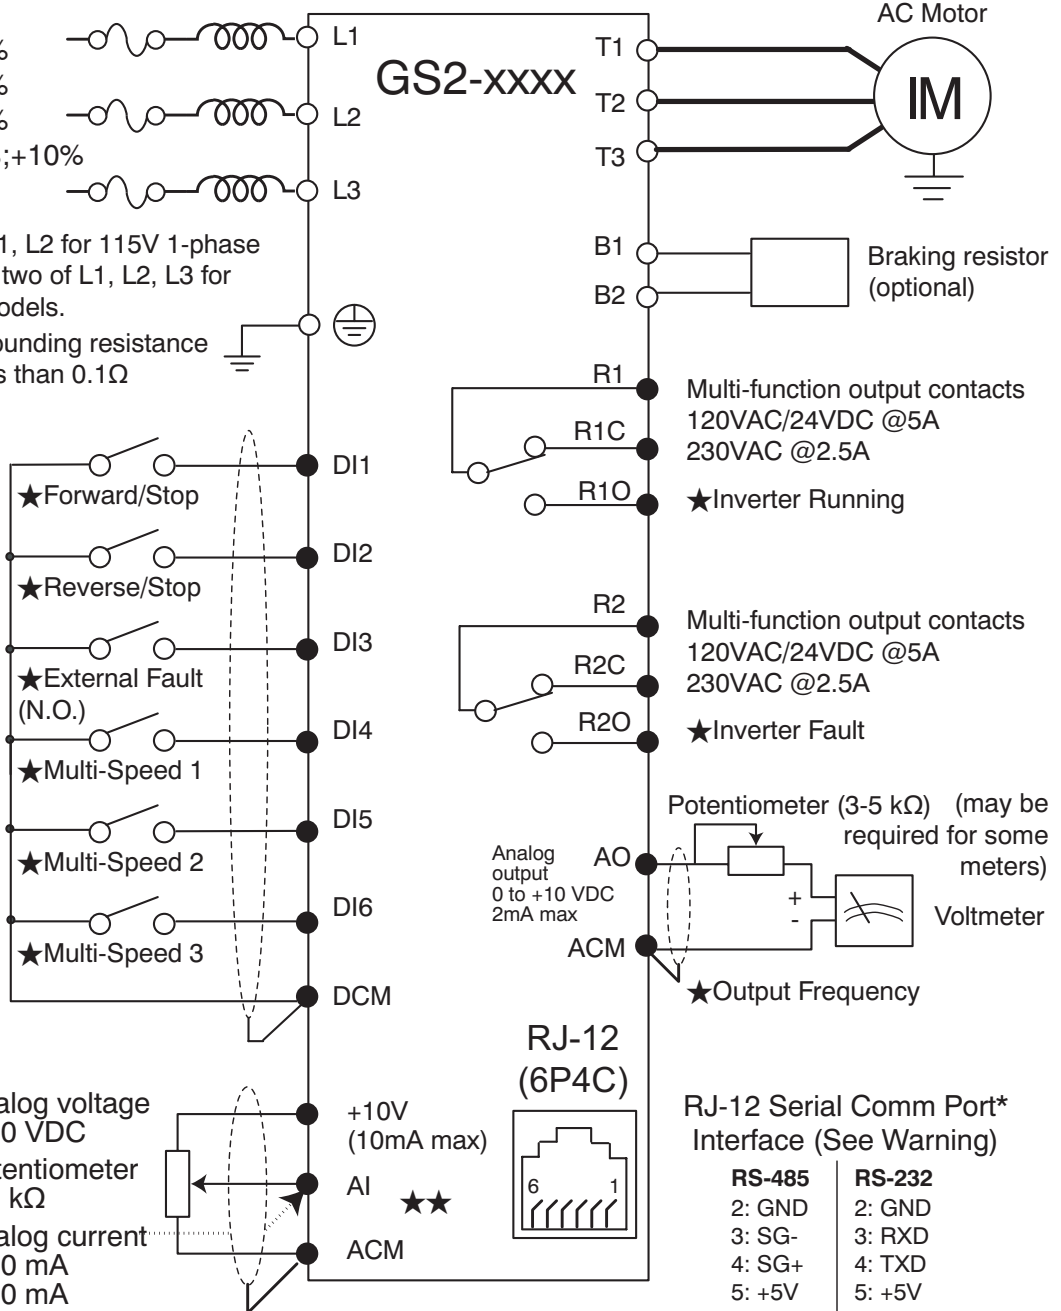 AC Motor
%
%
%
;+10%
L1
L2
L3
GS2-xxxx
T1
T2
T3
IM
1, L2 for 115V 1-phase
two of L1, L2, L3 for
odels.
ounding resistance
s than 0.1Ω
B1
B2
Braking resistor
(optional)
R1
R1C
R1O
Multi-function output contacts
120VAC/24VDC @5A
230VAC @2.5A
★Inverter Running
DI1
★Forward/Stop
DI2
★Reverse/Stop
DI3
★External Fault
(N.O.)
DI4
★Multi-Speed 1
DI5
★Multi-Speed 2
DI6
★Multi-Speed 3
DCM
R2
R2C
R2O
Multi-function output contacts
120VAC/24VDC @5A
230VAC @2.5A
★Inverter Fault
Potentiometer (3-5 kΩ) (may be
required for some
meters)
Analog
output
0 to +10 VDC
2mA max
AO
ACM
+
-
Voltmeter
★Output Frequency
alog voltage
0 VDC
tentiometer
kΩ
alog current
0 mA
0 mA
+10V
(10mA max)
AI
★★
ACM
RJ-12
(6P4C)
6 1
RJ-12 Serial Comm Port*
Interface (See Warning)
RS-485 RS-232
2: GND 2: GND
3: SG- 3: RXD
4: SG+ 4: TXD
5: +5V 5: +5V